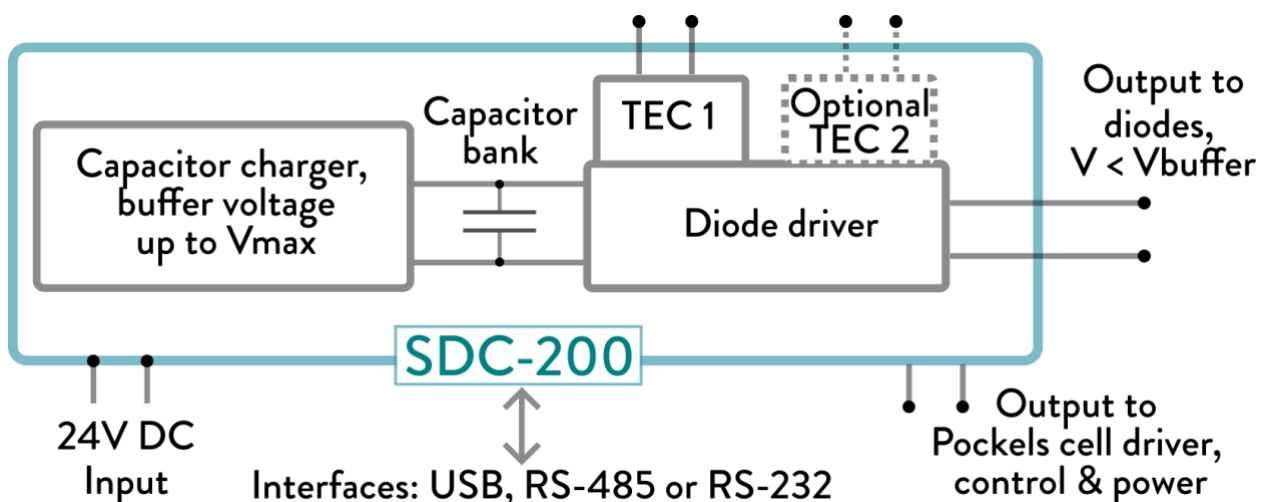 TEC 1
Optional
TEC 2
Output to
diodes,
V < Vbuffer
Capacitor
bank
Capacitor charger,
buffer voltage
up to Vmax
Diode driver
SDC-200
24V DC
Input
Interfaces: USB, RS-485 or RS-232
Output to
Pockels cell driver,
control & power